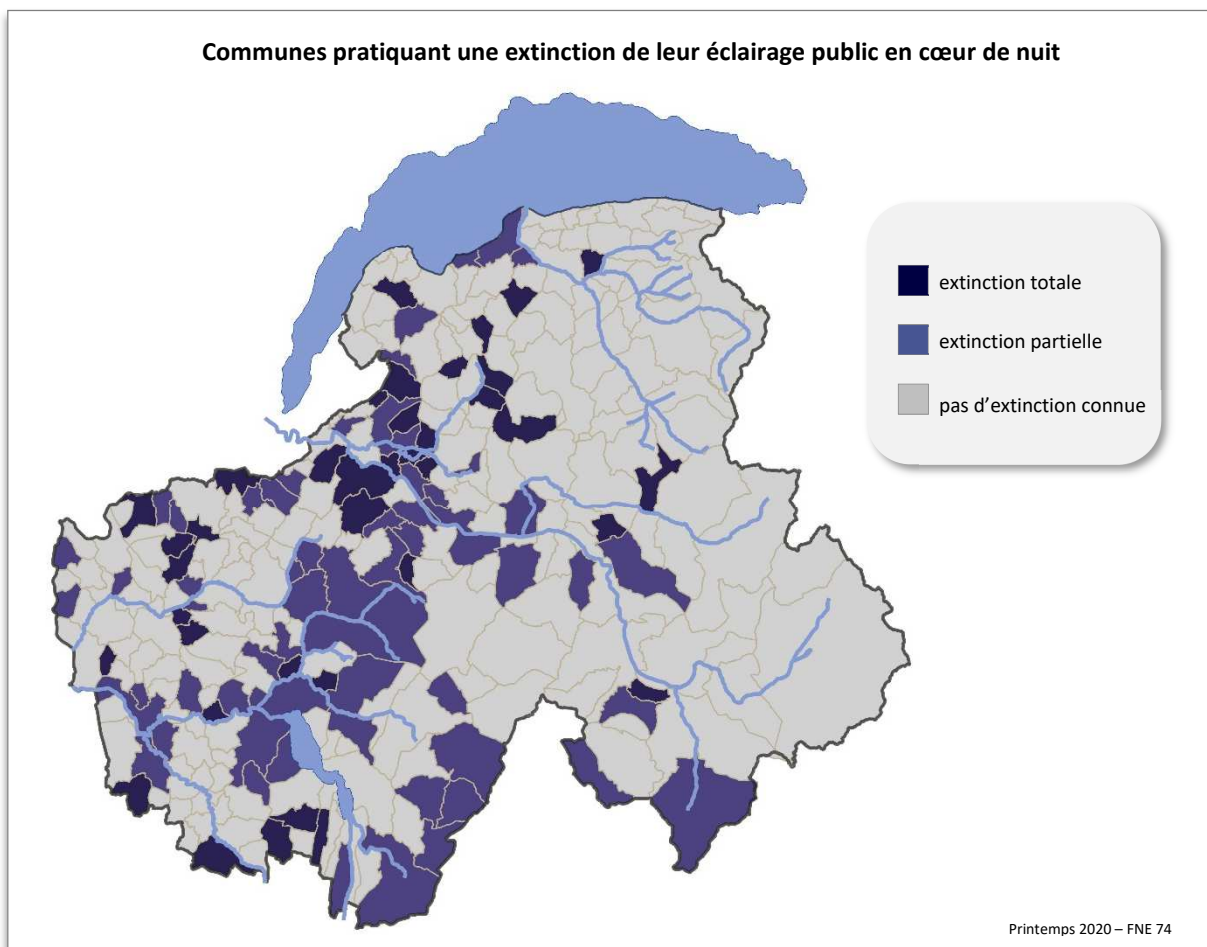 Communes pratiquant une extinction de leur éclairage public en cœur de nuit
extinction totale
extinction partielle
pas d’extinction connue
Printemps 2020 – FNE 74